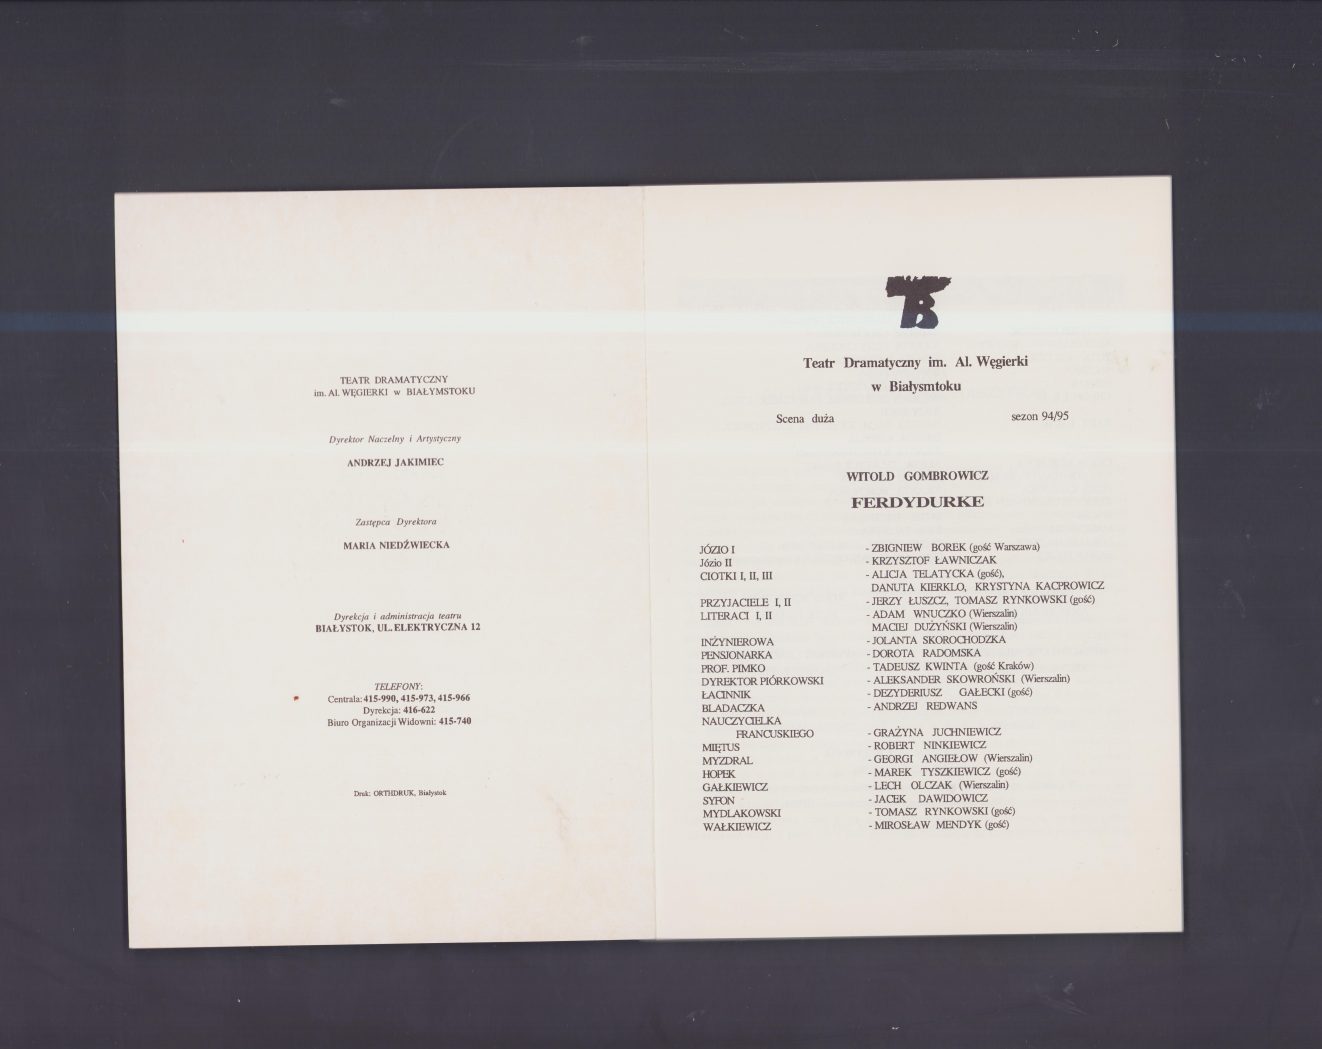 TEATR DRAMATYCZNY
im. Al. WĘGIERKI w BIAŁYMSTOKU
Dyrektor Naczelny i Artystyczny
ANDRZEJ JAKIMIEC
Zastępca Dyrektora
MARIA NIEDŹWIECKA
Dyrekcja i administracja teatru
BIAŁYSTOK, UL. ELEKTRYCZNA 12
TELEFONY:
Centrala: 415-990, 415-973, 415-966
Dyrekcja: 416-622
Biuro Organizacji Widowni: 415-740
Druk: ORTHDRUK, Białystok
TB
Teatr Dramatyczny im. Al. Węgierki
w Białysmtoku
Scena duża sezon 94/95
WITOLD GOMBROWICZ
FERDYDURKE
JÓZIO I - ZBIGNIEW BOREK (gość Warszawa)
Józio II - KRZYSZTOF ŁAWNICZAK
CIOTKI I, II, III - ALICJA TELATYCKA (gość),
DANUTA KIERKLO, KRYSTYNA KACPROWICZ
PRZYJACIELE I, II - JERZY ŁUSZCZ, TOMASZ RYNKOWSKI (gość)
LITERACI I, II - ADAM WNUCZKO (Wierszalin)
MACIEJ DUŻYŃSKI (Wierszalin)
INŻYNIEROWA - JOLANTA SKOROCHODZKA
PENSJONARKA - DOROTA RADOMSKA
PROF. PIMKO - TADEUSZ KWINTA (gość Kraków)
DYREKTOR PIÓRKOWSKI - ALEKSANDER SKOWROŃSKI (Wierszalin)
ŁACINNIK - DEZYDERIUSZ GAŁECKI (gość)
BLADACZKA - ANDRZEJ REDWANS
NAUCZYCIELKA
FRANCUSKIEGO - GRAŻYNA JUCHNIEWICZ
MIĘTUS - ROBERT NINKIEWICZ
MYZDRAL - GEORGI ANGIEŁOW (Wierszalin)
HOPEK - MAREK TYSZKIEWICZ (gość)
GAŁKIEWICZ - LECH OLCZAK (Wierszalin)
SYFON - JACEK DAWIDOWICZ
MYDLAKOWSKI - TOMASZ RYNKOWSKI (gość)
WAŁKIEWICZ - MIROSŁAW MENDYK (gość)